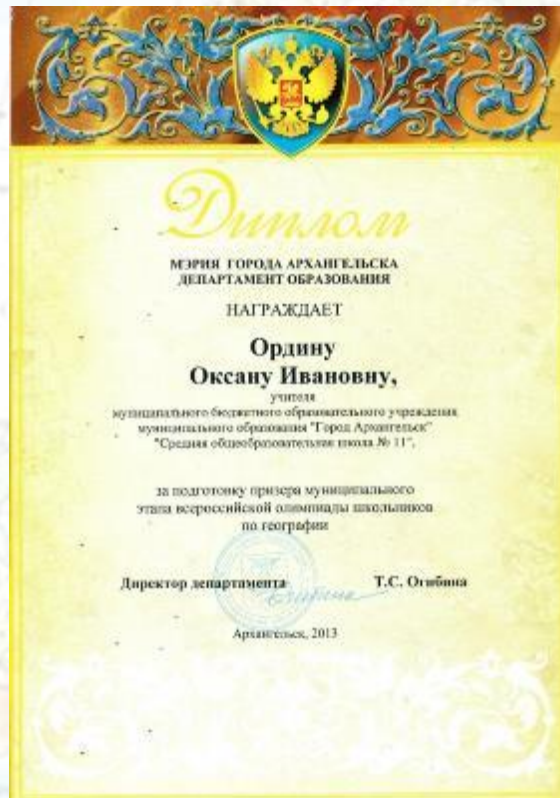 Диплом
МЭРИЯ ГОРОДА АРХАНГЕЛЬСКА
ДЕПАРТАМЕНТ ОБРАЗОВАНИЯ
НАГРАЖДАЕТ
Ордину
Оксану Ивановну,
учителя
муниципального бюджетного образовательного учреждения
муниципального образования "Город Архангельск"
"Средняя общеобразовательная школа № 11",
за подготовку призера муниципального
этапа всероссийской олимпиады школьников
по географии
Директор департамента Т.С. Огибина
Архангельск, 2013